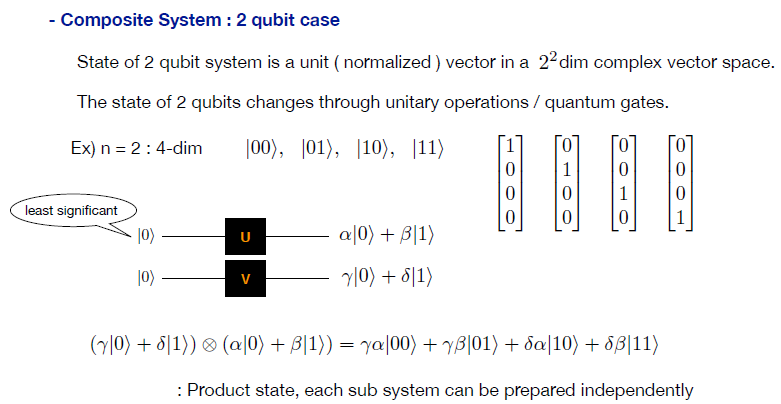 - Composite System : 2 qubit case
State of 2 qubit system is a unit ( normalized ) vector in a 2² dim complex vector space.
The state of 2 qubits changes through unitary operations / quantum gates.
Ex) n = 2 : 4-dim |00⟩, |01⟩, |10⟩, |11⟩ [1 0 0 0] [0 1 0 0] [0 0 1 0] [0 0 0 1]
least significant
|0⟩ U α|0⟩ + β|1⟩
|0⟩ V γ|0⟩ + δ|1⟩
(γ|0⟩ + δ|1⟩) ⊗ (α|0⟩ + β|1⟩) = γα|00⟩ + γβ|01⟩ + δα|10⟩ + δβ|11⟩
: Product state, each sub system can be prepared independently